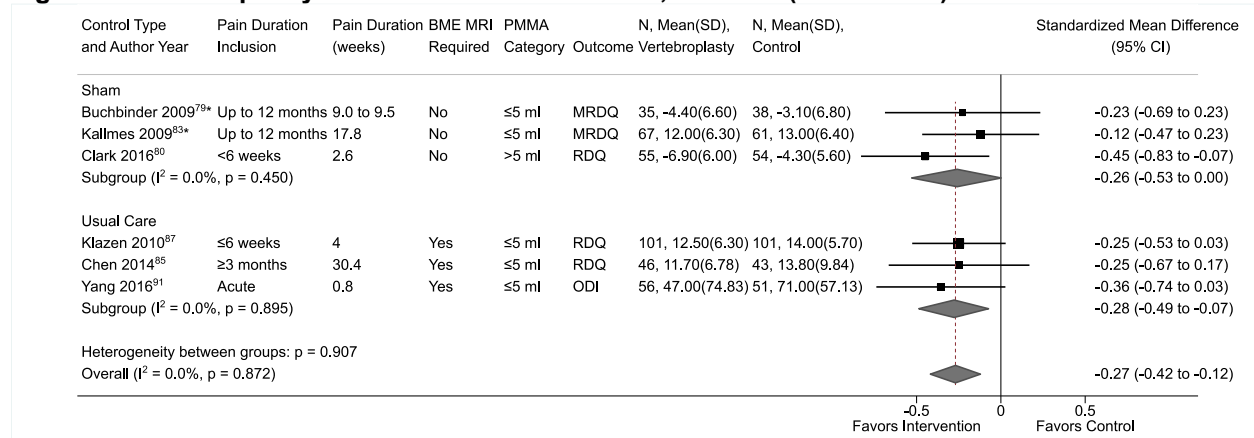 Control Type Pain Duration Pain Duration BME MRI PMMA N, Mean(SD), N, Mean(SD), Standardized Mean Difference
and Author Year Inclusion (weeks) Required Category Outcome Vertebroplasty Control (95% CI)
Sham
Buchbinder 2009⁷⁹* Up to 12 months 9.0 to 9.5 No ≤5 ml MRDQ 35, -4.40(6.60) 38, -3.10(6.80) -0.23 (-0.69 to 0.23)
Kallmes 2009⁸³* Up to 12 months 17.8 No ≤5 ml MRDQ 67, 12.00(6.30) 61, 13.00(6.40) -0.12 (-0.47 to 0.23)
Clark 2016⁸⁰ <6 weeks 2.6 No >5 ml RDQ 55, -6.90(6.00) 54, -4.30(5.60) -0.45 (-0.83 to -0.07)
Subgroup (I² = 0.0%, p = 0.450) -0.26 (-0.53 to 0.00)
Usual Care
Klazen 2010⁸⁷ ≤6 weeks 4 Yes ≤5 ml RDQ 101, 12.50(6.30) 101, 14.00(5.70) -0.25 (-0.53 to 0.03)
Chen 2014⁸⁵ ≥3 months 30.4 Yes ≤5 ml RDQ 46, 11.70(6.78) 43, 13.80(9.84) -0.25 (-0.67 to 0.17)
Yang 2016⁹¹ Acute 0.8 Yes ≤5 ml ODI 56, 47.00(74.83) 51, 71.00(57.13) -0.36 (-0.74 to 0.03)
Subgroup (I² = 0.0%, p = 0.895) -0.28 (-0.49 to -0.07)
Heterogeneity between groups: p = 0.907
Overall (I² = 0.0%, p = 0.872) -0.27 (-0.42 to -0.12)
-0.5 0 0.5
Favors Intervention Favors Control